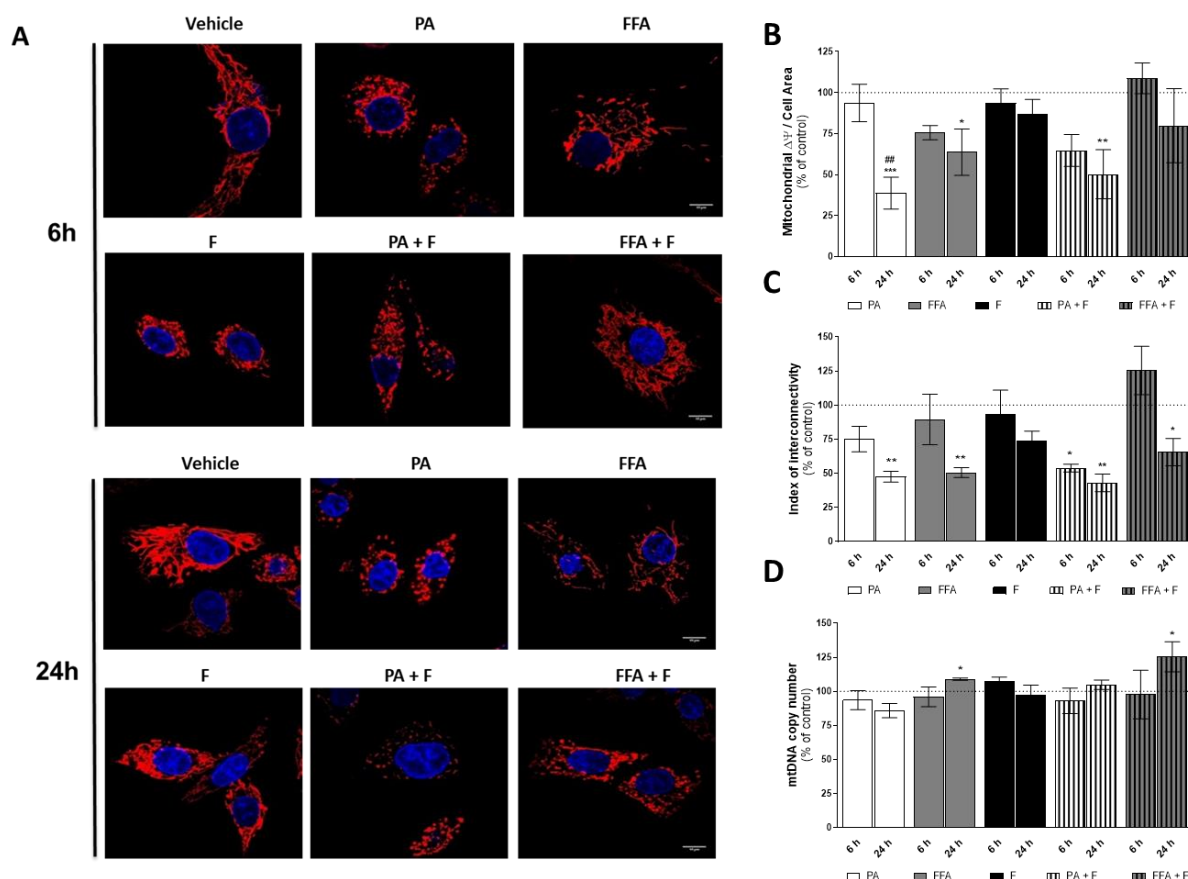 A
Vehicle PA FFA
6h
F PA + F FFA + F
Vehicle PA FFA
24h
F PA + F FFA + F
B
Mitochondrial ΔΨ / Cell Area
(% of control)
125
100
75
50
25
0
##
***
*
**
6 h 24 h 6 h 24 h 6 h 24 h 6 h 24 h 6 h 24 h
PA FFA F PA + F FFA + F
C
Index of interconnectivity
(% of control)
150
125
100
75
50
25
0
** ** * ** *
6 h 24 h 6 h 24 h 6 h 24 h 6 h 24 h 6 h 24 h
PA FFA F PA + F FFA + F
D
mtDNA copy number
(% of control)
150
125
100
75
50
25
0
* *
6 h 24 h 6 h 24 h 6 h 24 h 6 h 24 h 6 h 24 h
PA FFA F PA + F FFA + F